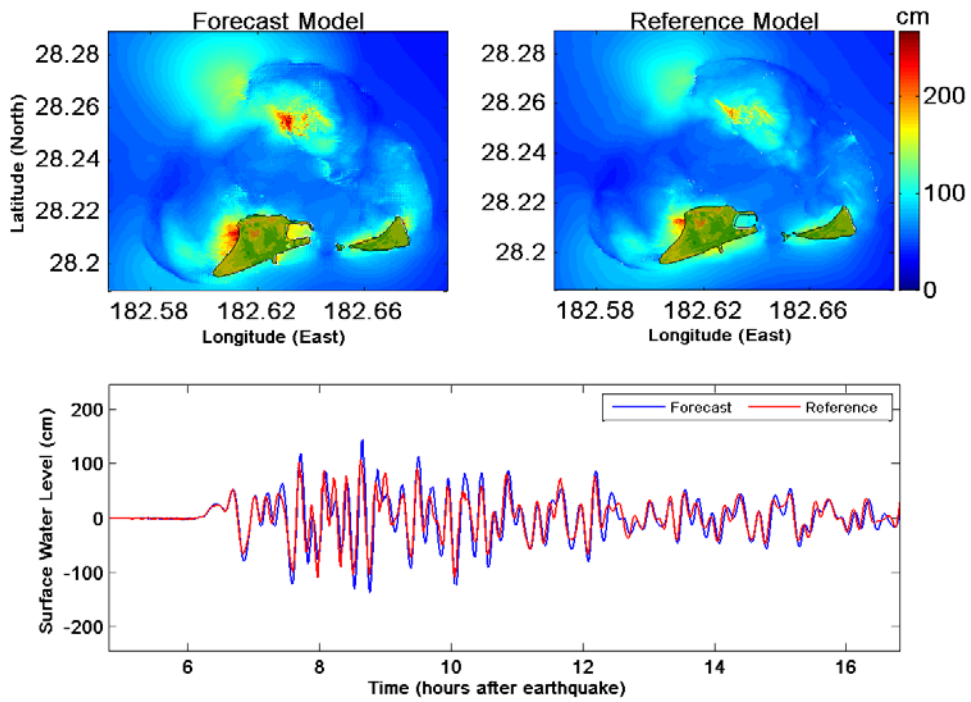 Forecast Model
Reference Model
cm
Latitude (North)
28.28
28.26
28.24
28.22
28.2
182.58 182.62 182.66
Longitude (East)
28.28
28.26
28.24
28.22
28.2
182.58 182.62 182.66
Longitude (East)
200
100
0
Surface Water Level (cm)
200
100
0
-100
-200
Forecast Reference
6 8 10 12 14 16
Time (hours after earthquake)